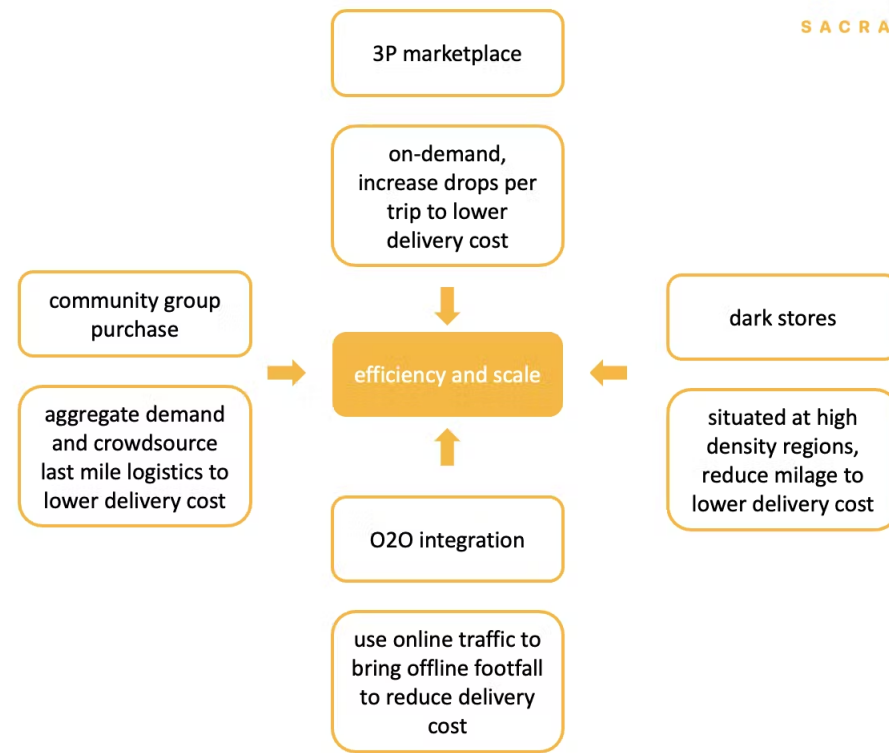 SACRA
3P marketplace
on-demand,
increase drops per
trip to lower
delivery cost
community group
purchase
aggregate demand
and crowdsource
last mile logistics to
lower delivery cost
efficiency and scale
dark stores
situated at high
density regions,
reduce milage to
lower delivery cost
O2O integration
use online traffic to
bring offline footfall
to reduce delivery
cost